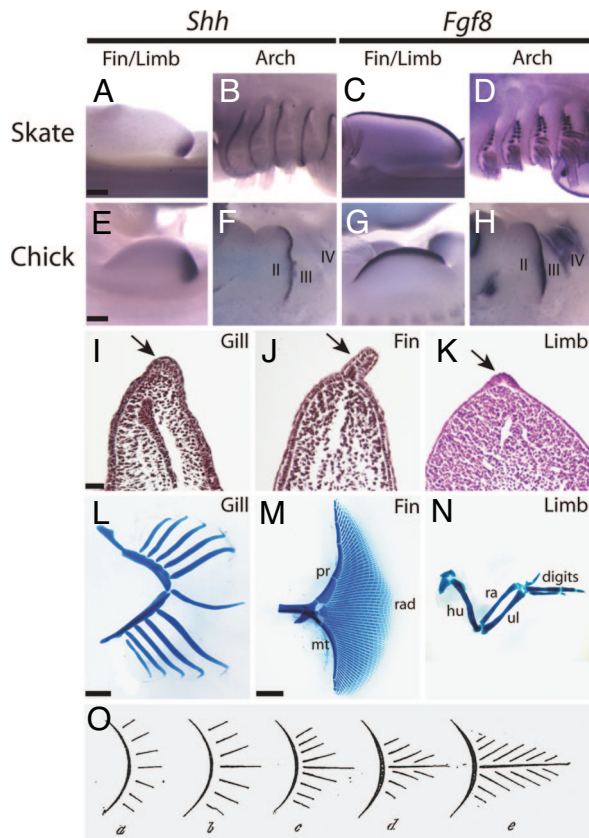 Shh Fgf8
Fin/Limb Arch Fin/Limb Arch
Skate A B C D
Chick E F G H
II III IV II III IV
I Gill J Fin K Limb
L Gill M Fin N Limb
pr rad mt
hu ra ul digits
O
a b c d e